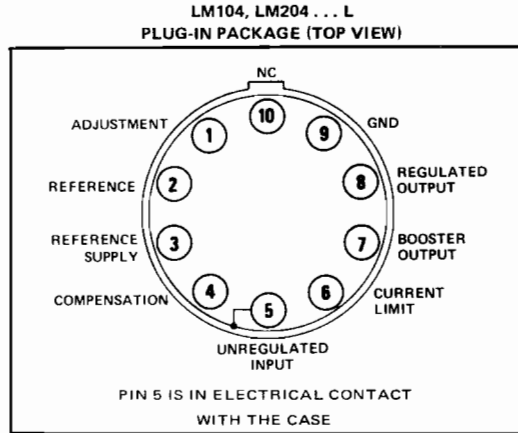 LM104, LM204 . . . L
PLUG-IN PACKAGE (TOP VIEW)
NC
10
ADJUSTMENT 1
9 GND
REFERENCE 2
8 REGULATED
OUTPUT
REFERENCE
SUPPLY 3
7 BOOSTER
OUTPUT
COMPENSATION 4
6 CURRENT
LIMIT
5
UNREGULATED
INPUT
PIN 5 IS IN ELECTRICAL CONTACT
WITH THE CASE